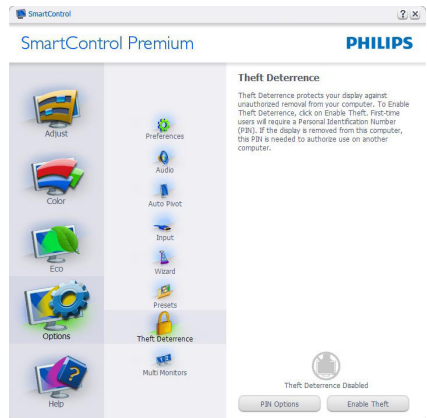 SmartControl
SmartControl Premium
PHILIPS
Adjust
Color
Eco
Options
Help
Preferences
Audio
Auto Pivot
Input
Wizard
Presets
Theft Deterrence
Multi Monitors
Theft Deterrence
Theft Deterrence protects your display against
unauthorized removal from your computer. To Enable
Theft Deterrence, click on Enable Theft. First-time
users will require a Personal Identification Number
(PIN). If the display is removed from this computer,
this PIN is needed to authorize use on another
computer.
Theft Deterrence Disabled
PIN Options
Enable Theft